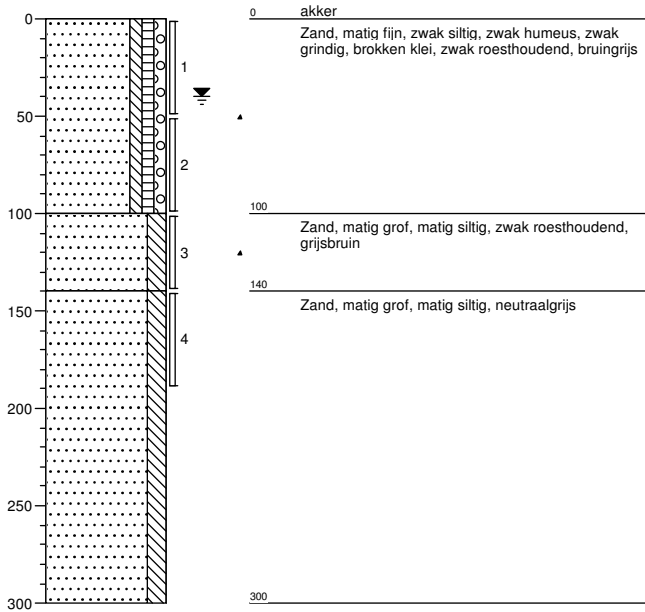 0
akker
0
Zand, matig fijn, zwak siltig, zwak humeus, zwak
grindig, brokken klei, zwak roesthoudend, bruingrijs
1
50
2
100
100
Zand, matig grof, matig siltig, zwak roesthoudend,
grijsbruin
3
140
Zand, matig grof, matig siltig, neutraalgrijs
150
4
200
250
300
300